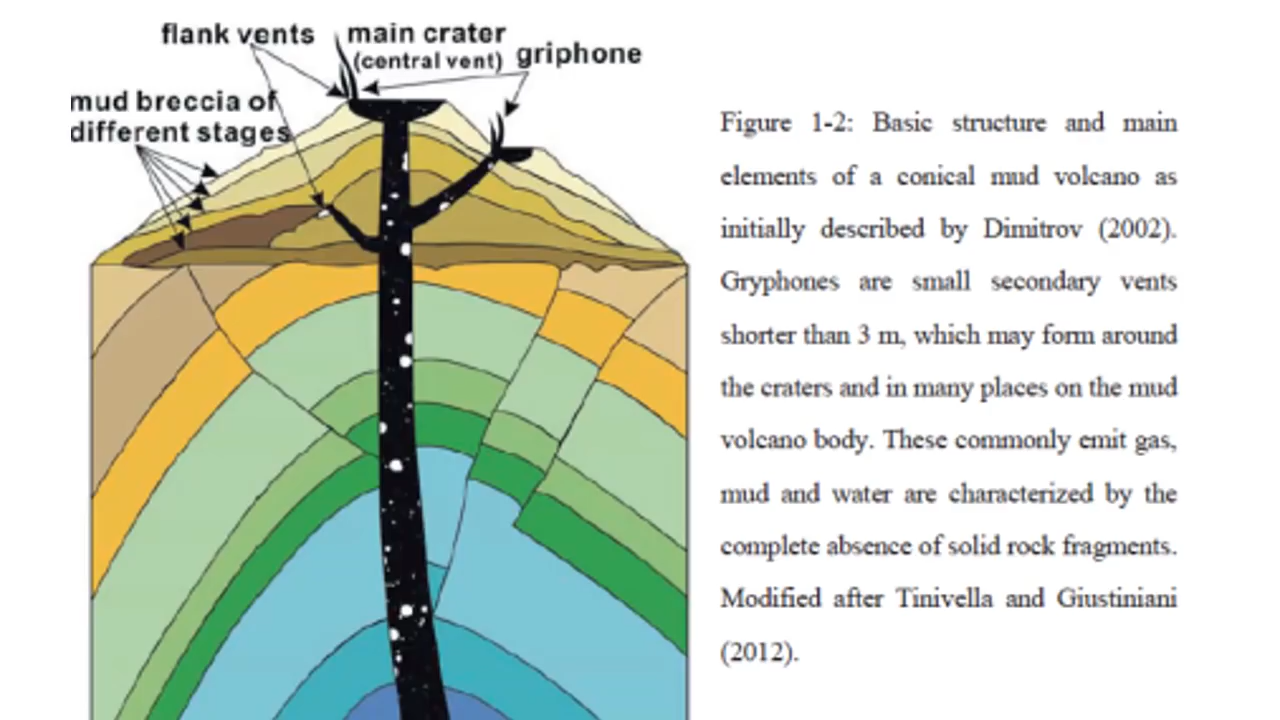 flank vents
main crater
(central vent)
griphone
mud breccia of
different stages
Figure 1-2: Basic structure and main
elements of a conical mud volcano as
initially described by Dimitrov (2002).
Gryphones are small secondary vents
shorter than 3 m, which may form around
the craters and in many places on the mud
volcano body. These commonly emit gas,
mud and water are characterized by the
complete absence of solid rock fragments.
Modified after Tinivella and Giustiniani
(2012).